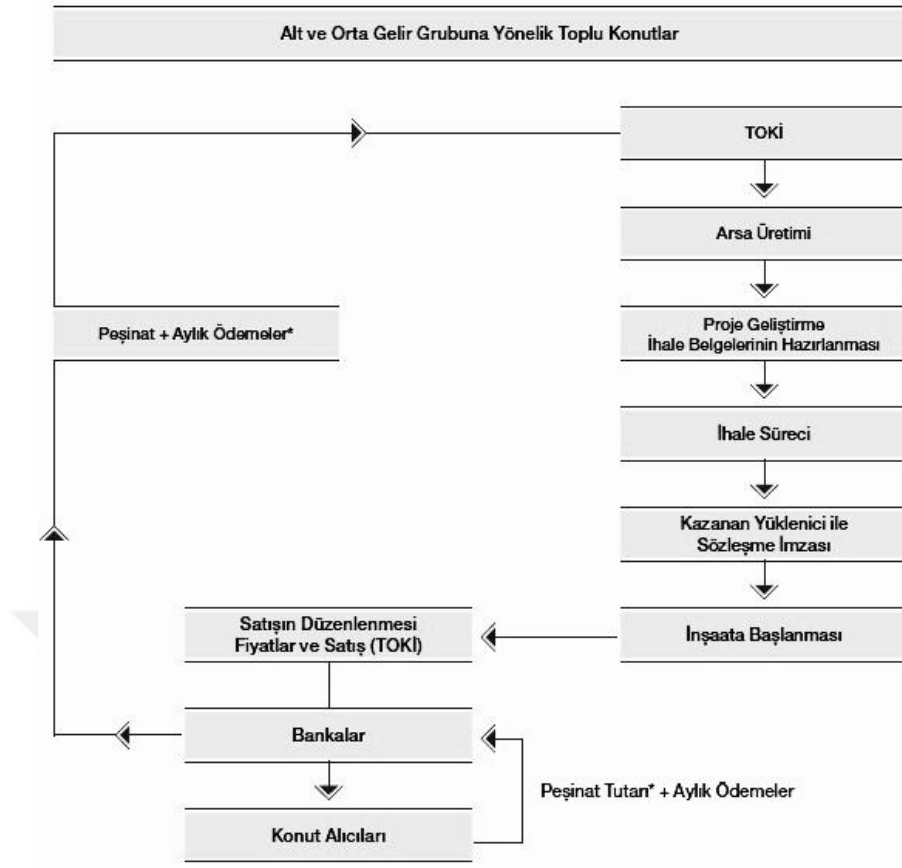 Alt ve Orta Gelir Grubuna Yönelik Toplu Konutlar
TOKİ
Arsa Üretimi
Peşinat + Aylık Ödemeler*
Proje Geliştirme
İhale Belgelerinin Hazırlanması
İhale Süreci
Kazanan Yüklenici ile
Sözleşme İmzası
Satışın Düzenlenmesi
Fiyatlar ve Satış (TOKİ)
İnşaata Başlanması
Bankalar
Peşinat Tutarı* + Aylık Ödemeler
Konut Alıcıları